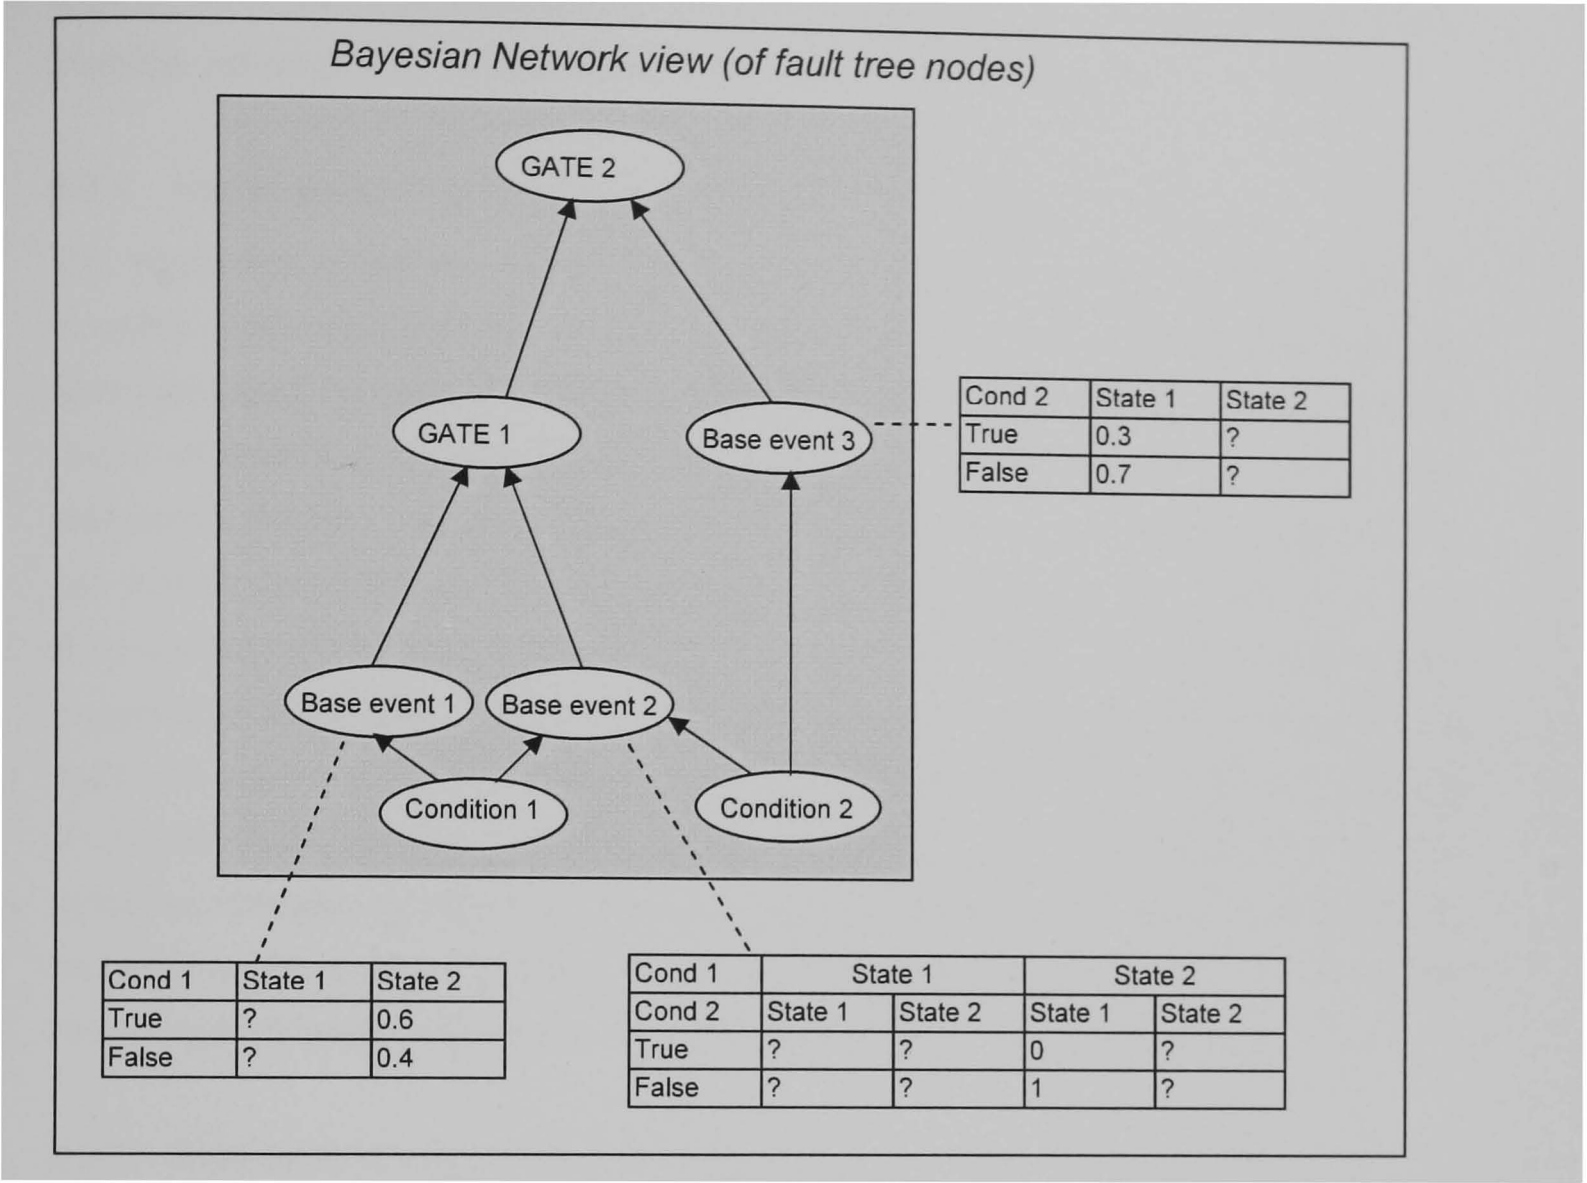 Bayesian Network view (of fault tree nodes)
GATE 2
GATE 1
Base event 3
Cond 2 State 1 State 2
True 0.3 ?
False 0.7 ?
Base event 1
Base event 2
Condition 1
Condition 2
Cond 1 State 1 State 2
True ? 0.6
False ? 0.4
Cond 1 State 1 State 2
Cond 2 State 1 State 2 State 1 State 2
True ? ? 0 ?
False ? ? 1 ?